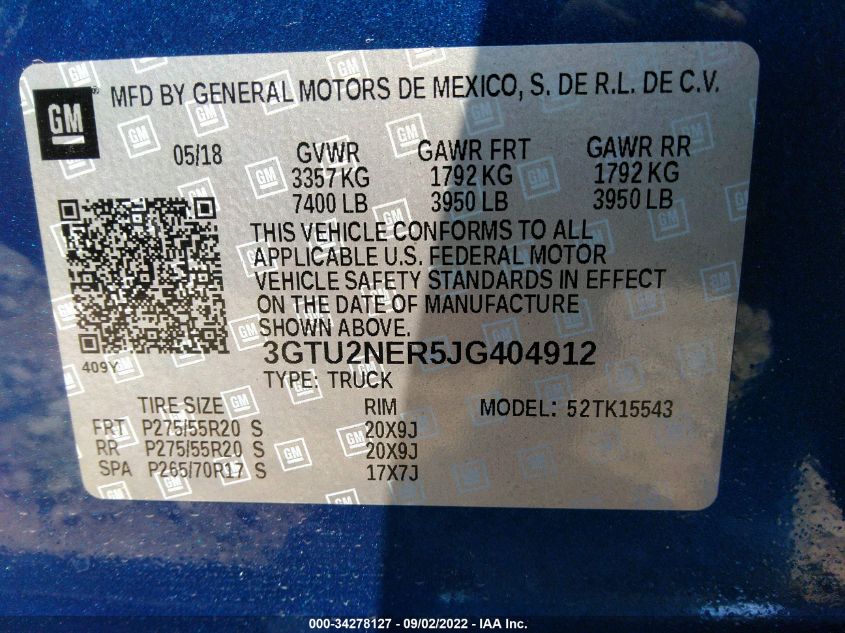 GM ® MFD BY GENERAL MOTORS DE MEXICO, S. DE R.L. DE C.V.
05/18 GVWR GAWR FRT GAWR RR
3357 KG 1792 KG 1792 KG
7400 LB 3950 LB 3950 LB
THIS VEHICLE CONFORMS TO ALL
APPLICABLE U.S. FEDERAL MOTOR
VEHICLE SAFETY STANDARDS IN EFFECT
ON THE DATE OF MANUFACTURE
SHOWN ABOVE.
409Y 3GTU2NER5JG404912
TYPE: TRUCK
TIRE SIZE RIM MODEL: 52TK15543
FRT P275/55R20 S 20X9J
RR P275/55R20 S 20X9J
SPA P265/70R17 S 17X7J
000-34278127 - 09/02/2022 - IAA Inc.